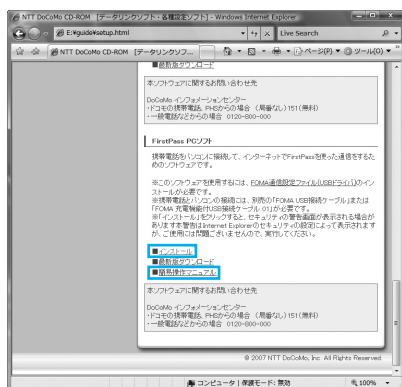 NTT DoCoMo CD-ROM [データリンクソフト・各種設定ソフト] - Windows Internet Explorer
E:¥guide¥setup.html
Live Search
NTT DoCoMo CD-ROM [データリンクソフ...
ページ(P)
ツール(O)
■最新版ダウンロード
本ソフトウェアに関するお問い合わせ先
DoCoMo インフォメーションセンター
・ドコモの携帯電話、PHSからの場合 (局番なし)151(無料)
・一般電話などからの場合 0120-800-000
FirstPass PCソフト
携帯電話をパソコンに接続して、インターネットでFirstPassを使った通信をするた
めのソフトウェアです。
※このソフトウェアを使用するには、FOMA通信設定ファイル(USBドライバ)のイン
ストールが必要です。
※携帯電話とパソコンの接続には、別売の「FOMA USB接続ケーブル」または
「FOMA 充電機能付USB接続ケーブル 01」が必要です。
※「インストール」をクリックすると、セキュリティの警告画面が表示される場合が
あります本警告はInternet Explorerのセキュリティの設定によって表示されます
が、ご使用には問題ございませんので、実行してください。
■インストール
■最新版ダウンロード
■簡易操作マニュアル
本ソフトウェアに関するお問い合わせ先
DoCoMo インフォメーションセンター
・ドコモの携帯電話、PHSからの場合 (局番なし)151(無料)
・一般電話などからの場合 0120-800-000
© 2007 NTT DoCoMo, Inc. All Rights Reserved.
コンピュータ | 保護モード: 無効
100%